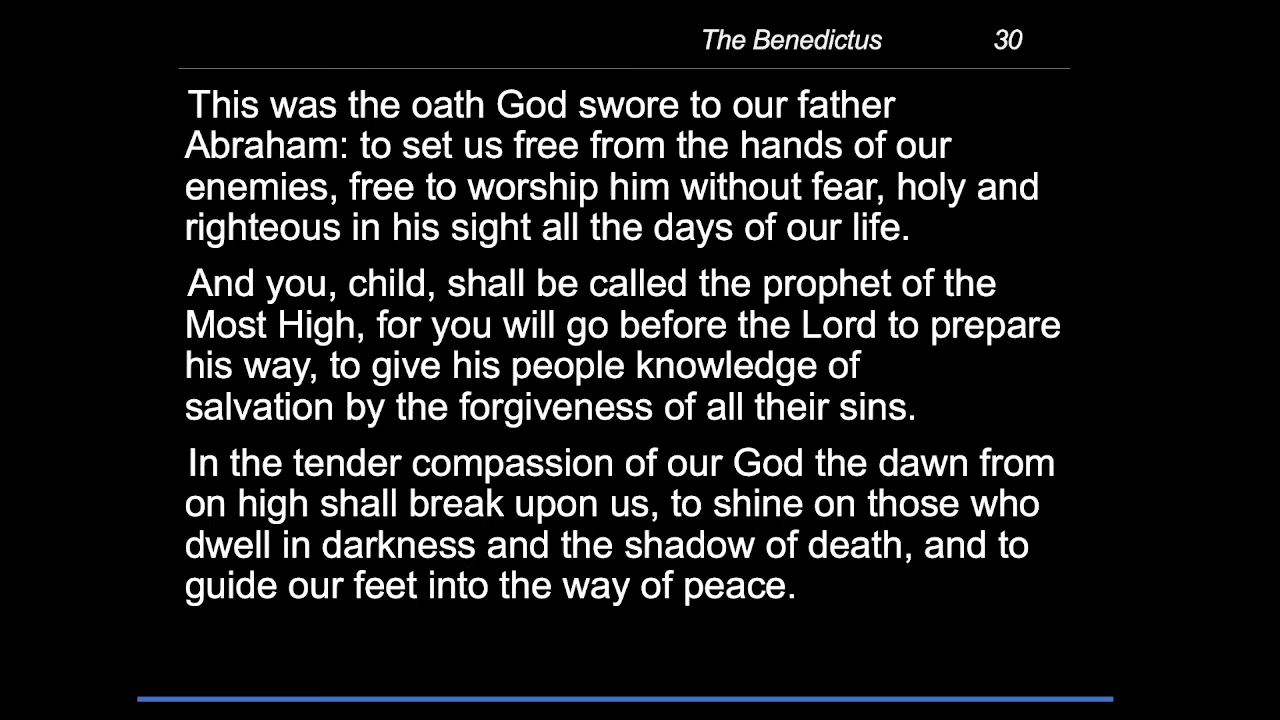 The Benedictus 30
This was the oath God swore to our father
Abraham: to set us free from the hands of our
enemies, free to worship him without fear, holy and
righteous in his sight all the days of our life.
And you, child, shall be called the prophet of the
Most High, for you will go before the Lord to prepare
his way, to give his people knowledge of
salvation by the forgiveness of all their sins.
In the tender compassion of our God the dawn from
on high shall break upon us, to shine on those who
dwell in darkness and the shadow of death, and to
guide our feet into the way of peace.